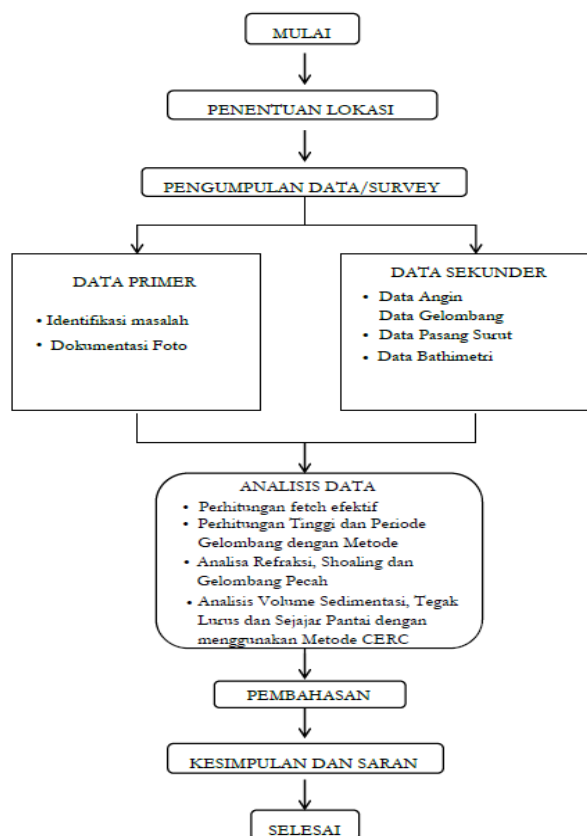 MULAI
PENENTUAN LOKASI
PENGUMPULAN DATA/SURVEY
DATA PRIMER
• Identifikasi masalah
• Dokumentasi Foto
DATA SEKUNDER
• Data Angin
Data Gelombang
• Data Pasang Surut
• Data Bathimetri
ANALISIS DATA
• Perhitungan fetch efektif
• Perhitungan Tinggi dan Periode
Gelombang dengan Metode
• Analisa Refraksi, Shoaling dan
Gelombang Pecah
• Analisis Volume Sedimentasi, Tegak
Lurus dan Sejajar Pantai dengan
menggunakan Metode CERC
PEMBAHASAN
KESIMPULAN DAN SARAN
SELESAI